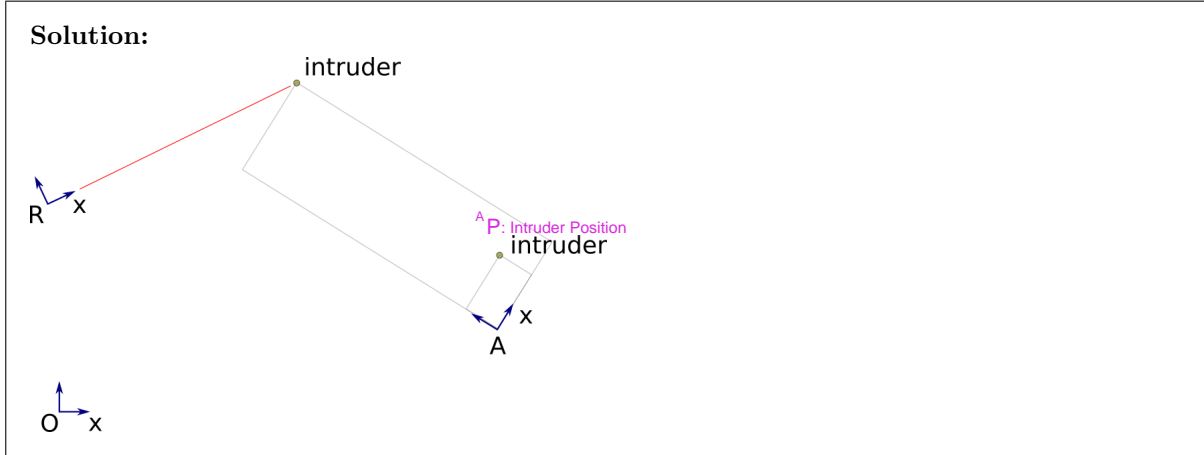 Solution:
intruder
R x
A P: Intruder Position
intruder
x
A
O x